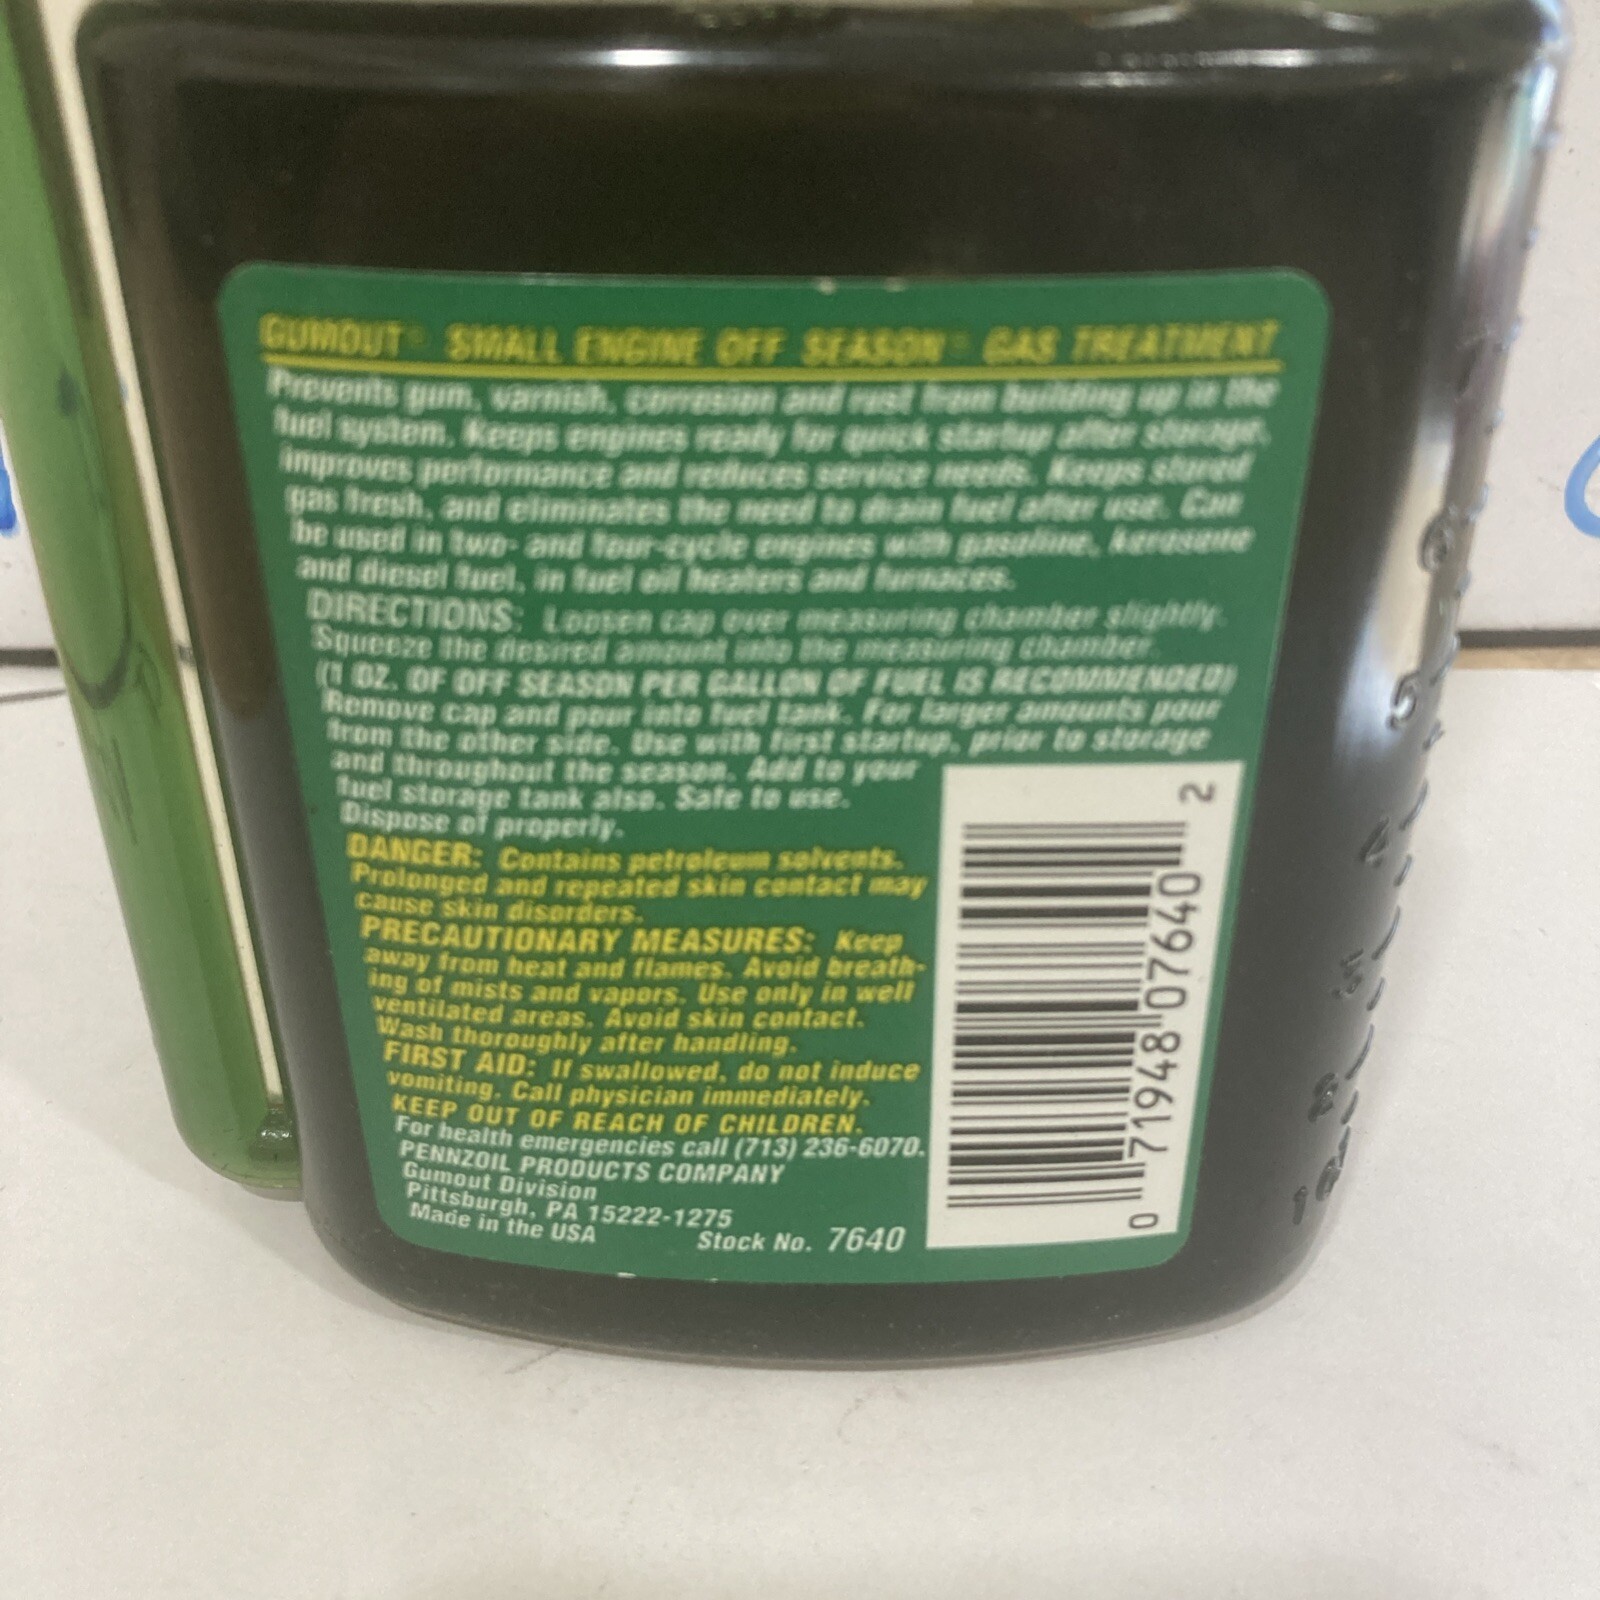 GUMOUT® SMALL ENGINE OFF SEASON™ GAS TREATMENT
Prevents gum, varnish, corrosion and rust from building up in the
fuel system. Keeps engines ready for quick startup after storage,
improves performance and reduces service needs. Keeps stored
gas fresh, and eliminates the need to drain fuel after use. Can
be used in two- and four-cycle engines with gasoline, kerosene
and diesel fuel, in fuel oil heaters and furnaces.
DIRECTIONS: Loosen cap over measuring chamber slightly.
Squeeze the desired amount into the measuring chamber.
(1 OZ. OF OFF SEASON PER GALLON OF FUEL IS RECOMMENDED)
Remove cap and pour into fuel tank. For larger amounts pour
from the other side. Use with first startup, prior to storage
and throughout the season. Add to your
fuel storage tank also. Safe to use.
Dispose of properly.
DANGER: Contains petroleum solvents.
Prolonged and repeated skin contact may
cause skin disorders.
PRECAUTIONARY MEASURES: Keep
away from heat and flames. Avoid breath-
ing of mists and vapors. Use only in well
ventilated areas. Avoid skin contact.
Wash thoroughly after handling.
FIRST AID: If swallowed, do not induce
vomiting. Call physician immediately.
KEEP OUT OF REACH OF CHILDREN.
For health emergencies call (713) 236-6070.
PENNZOIL PRODUCTS COMPANY
Gumout Division
Pittsburgh, PA 15222-1275
Made in the USA
Stock No. 7640
0 71948 07640 2
6
5
4
3